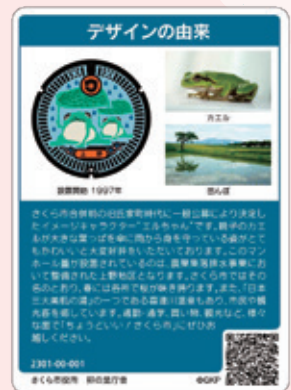 デザインの由来
カエル
設置開始 1997年
田んぼ
さくら市合併前の旧氏家町時代に一般公募により決定し
たイメージキャラクター“エルちゃん”です。親子のカエ
ルが大きな葉っぱを傘に雨から身を守っている姿がとて
もかわいいと大変好評をいただいております。このマン
ホール蓋が設置されているのは、農業集落排水事業にお
いて整備された上野地区となります。さくら市ではその
名のとおり、春には各所で桜が咲き誇ります。また、「日本
三大美肌の湯」の一つである喜連川温泉もあり、市民や観
光客を癒しています。通勤・通学、買い物、観光など、様々
な面で「ちょうどいい！さくら市」にぜひお
越しください。
2301-00-001
さくら市役所
©GKP